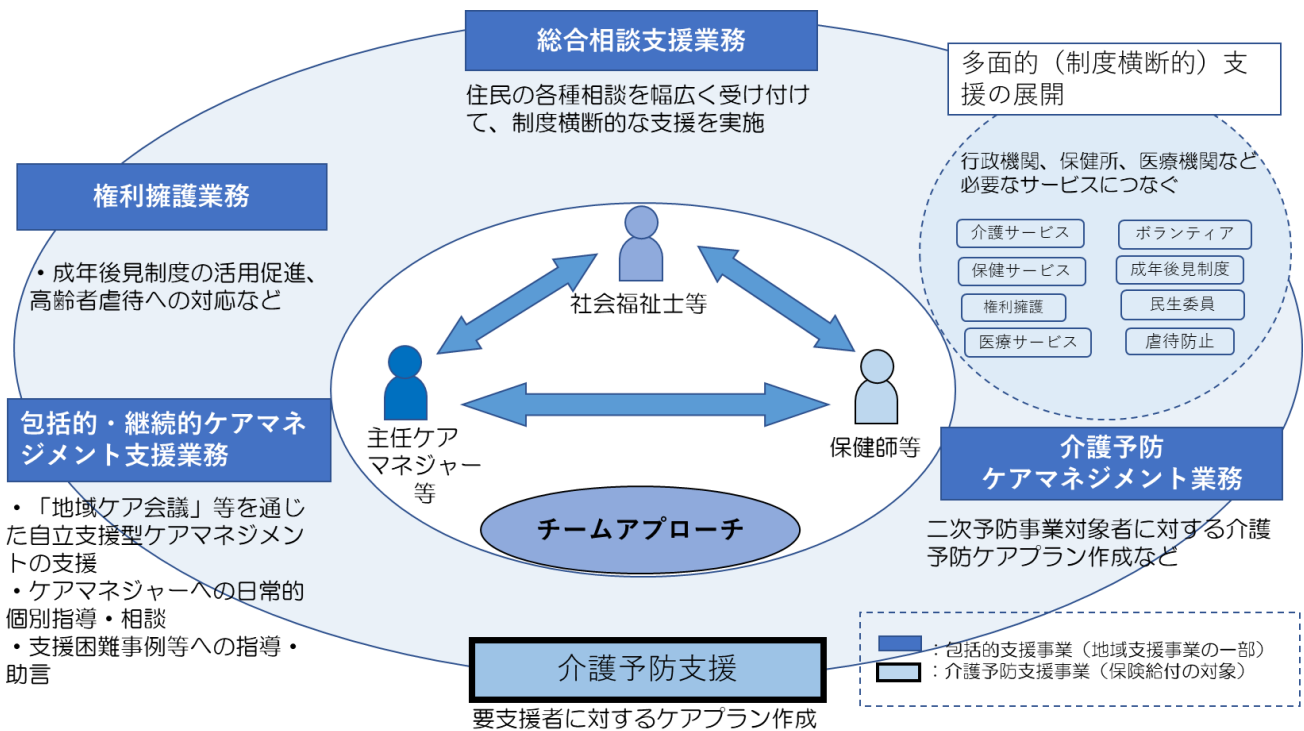 総合相談支援業務
住民の各種相談を幅広く受け付け
て、制度横断的な支援を実施
多面的（制度横断的）支
援の展開
行政機関、保健所、医療機関など
必要なサービスにつなぐ
介護サービス
ボランティア
保健サービス
成年後見制度
権利擁護
民生委員
医療サービス
虐待防止
権利擁護業務
・成年後見制度の活用促進、
高齢者虐待への対応など
社会福祉士等
主任ケア
マネジャー
等
保健師等
チームアプローチ
包括的・継続的ケアマネ
ジメント支援業務
・「地域ケア会議」等を通じ
た自立支援型ケアマネジメン
トの支援
・ケアマネジャーへの日常的
個別指導・相談
・支援困難事例等への指導・
助言
介護予防
ケアマネジメント業務
二次予防事業対象者に対する介護
予防ケアプラン作成など
介護予防支援
要支援者に対するケアプラン作成
：包括的支援事業（地域支援事業の一部）
：介護予防支援事業（保険給付の対象）